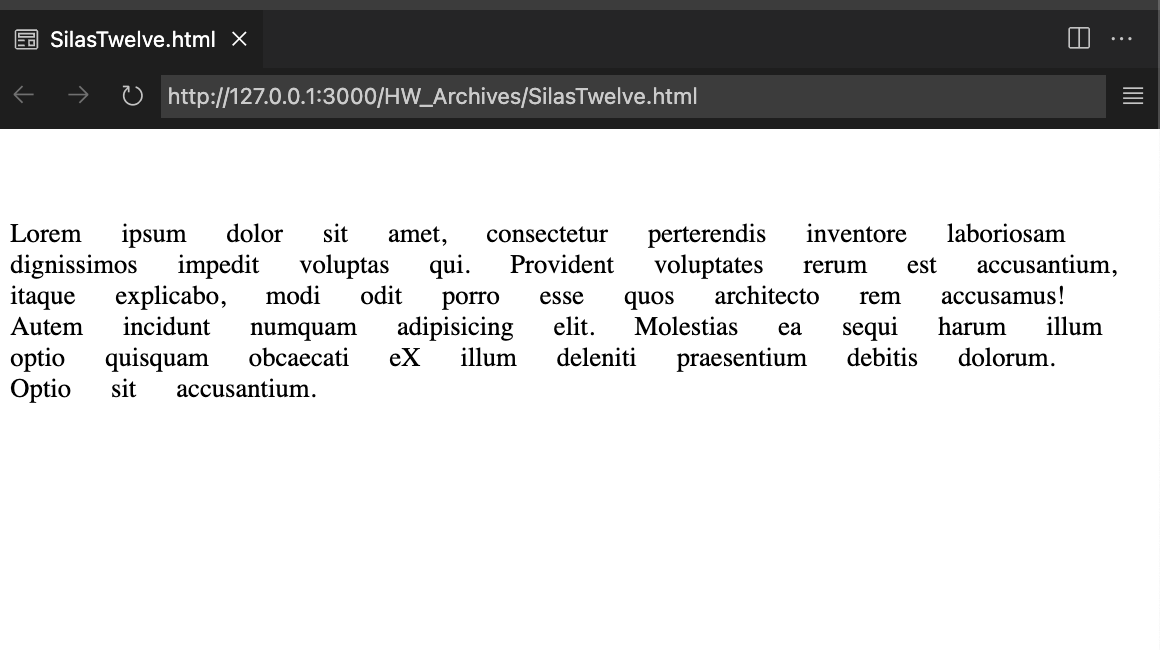 SilasTwelve.html
http://127.0.0.1:3000/HW_Archives/SilasTwelve.html
Lorem ipsum dolor sit amet, consectetur perterendis inventore laboriosam
dignissimos impedit voluptas qui. Provident voluptates rerum est accusantium,
itaque explicabo, modi odit porro esse quos architecto rem accusamus!
Autem incidunt numquam adipisicing elit. Molestias ea sequi harum illum
optio quisquam obcaecati eX illum deleniti praesentium debitis dolorum.
Optio sit accusantium.